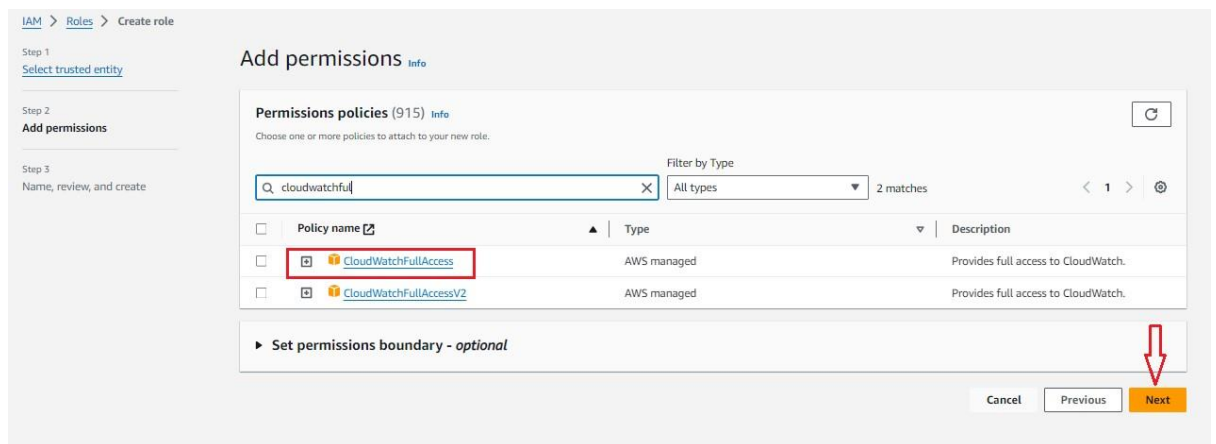 IAM > Roles > Create role
Step 1
Select trusted entity
Step 2
Add permissions
Step 3
Name, review, and create
Add permissions Info
Permissions policies (915) Info
Choose one or more policies to attach to your new role.
Filter by Type
cloudwatchful
All types
2 matches
1
Policy name
Type
Description
CloudWatchFullAccess
AWS managed
Provides full access to CloudWatch.
CloudWatchFullAccessV2
AWS managed
Provides full access to CloudWatch.
Set permissions boundary - optional
Cancel
Previous
Next